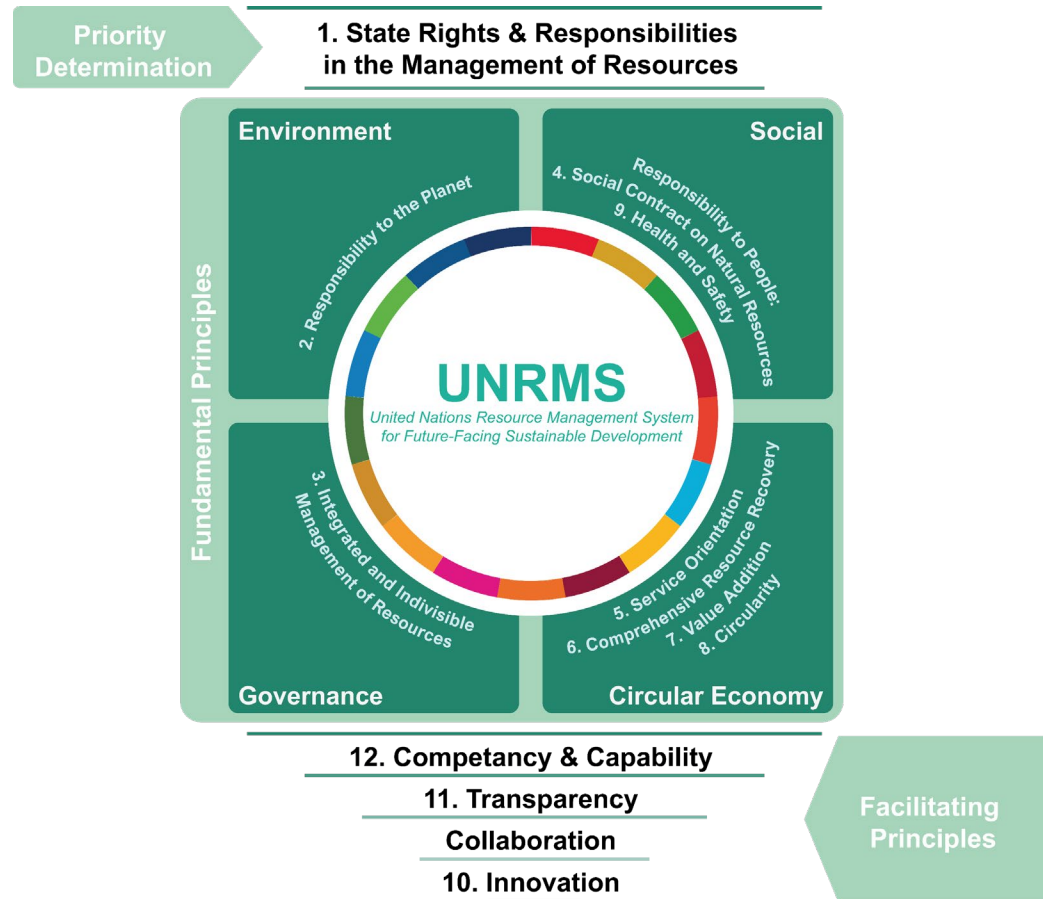 Priority
Determination
1. State Rights & Responsibilities
in the Management of Resources
Fundamental Principles
Environment
2. Responsibility to the Planet
Social
Responsibility to People:
4. Social Contract on Natural Resources
9. Health and Safety
UNRMS
United Nations Resource Management System
for Future-Facing Sustainable Development
3. Integrated and Indivisible
Management of Resources
Governance
5. Service Orientation
6. Comprehensive Resource Recovery
7. Value Addition
8. Circularity
Circular Economy
12. Competancy & Capability
11. Transparency
Collaboration
10. Innovation
Facilitating
Principles